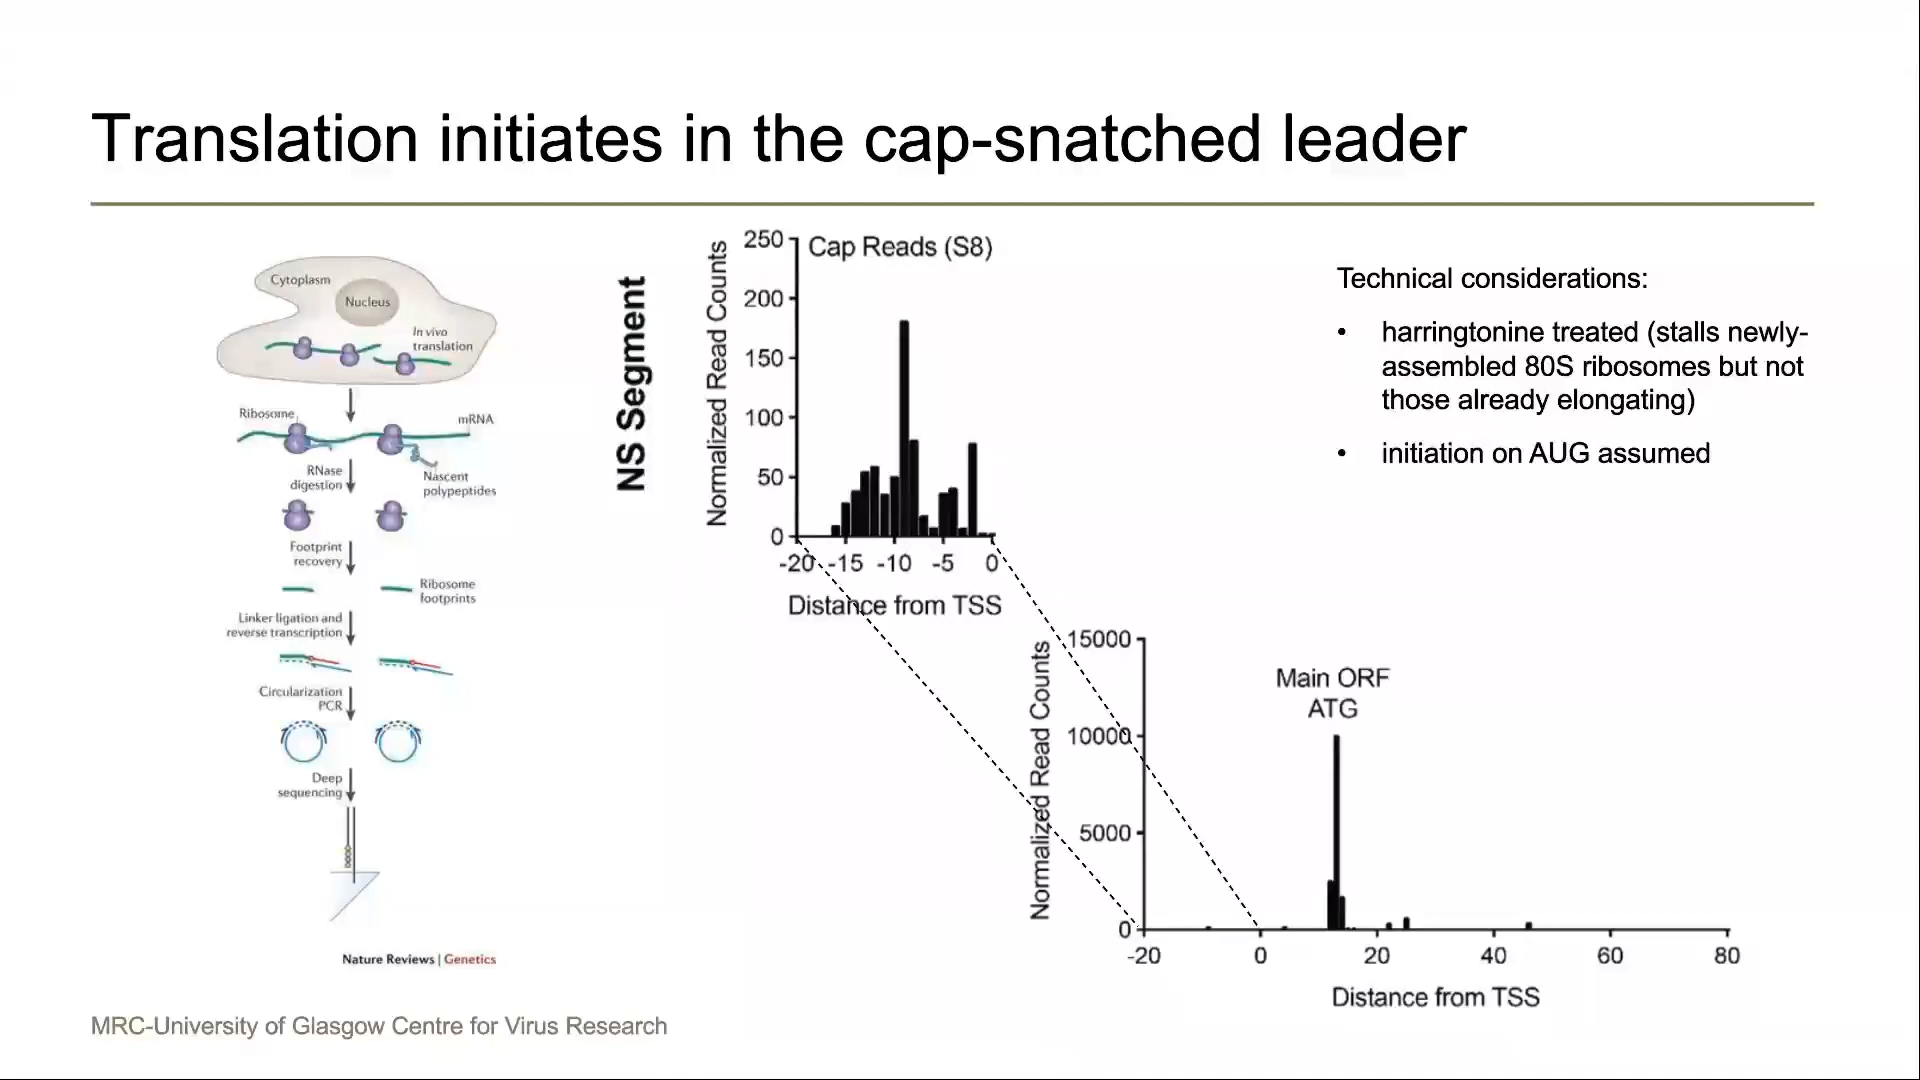 Translation initiates in the cap-snatched leader
Cytoplasm
Nucleus
In vivo
translation
Ribosome
mRNA
RNase
digestion
Nascent
polypeptides
Footprint
recovery
Ribosome
footprints
Linker ligation and
reverse transcription
Circularization
PCR
Deep
sequencing
Nature Reviews | Genetics
NS Segment
Normalized Read Counts
250
200
150
100
50
0
Cap Reads (S8)
-20 -15 -10 -5 0
Distance from TSS
Normalized Read Counts
15000
10000
5000
0
Main ORF
ATG
-20 0 20 40 60 80
Distance from TSS
Technical considerations:
• harringtonine treated (stalls newly-
assembled 80S ribosomes but not
those already elongating)
• initiation on AUG assumed
MRC-University of Glasgow Centre for Virus Research